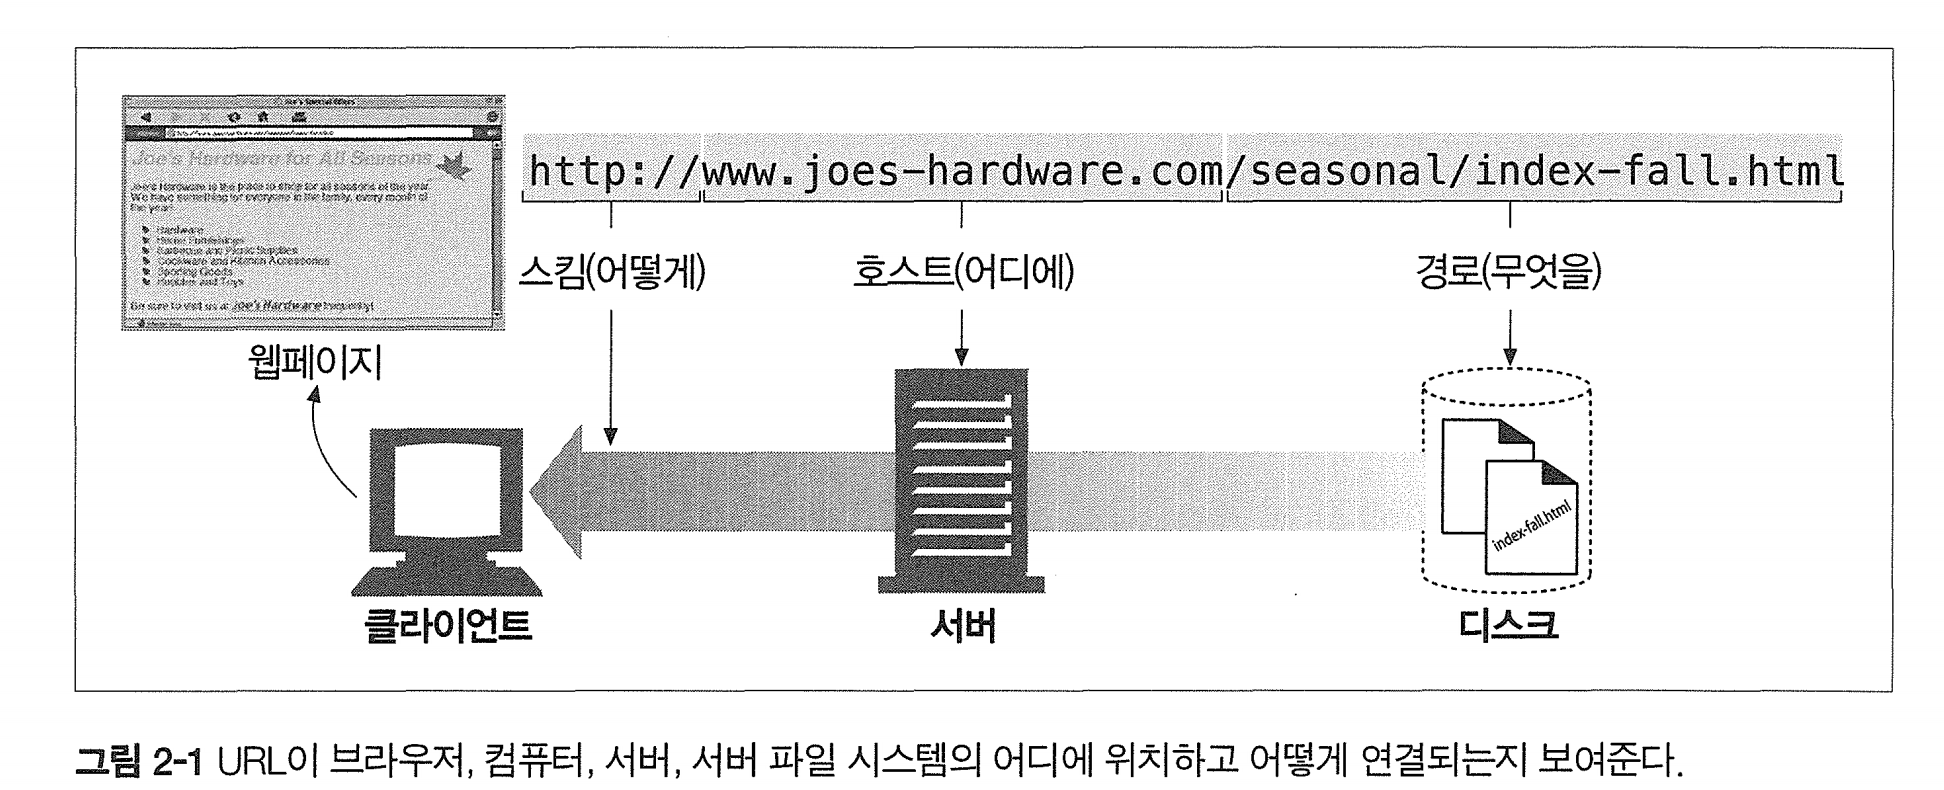 Joe's Special Offers
Joe's Hardware for All Seasons
Joe's Hardware is the place to shop for all seasons of the year.
We have something for everyone in the family, every month of
the year!
Hardware
Home Furnishings
Barbeque and Picnic Supplies
Cookware and Kitchen Accessories
Sporting Goods
Hobbies and Toys
Be sure to visit us at Joe's Hardware frequently!
http://www.joes-hardware.com/seasonal/index-fall.html
스킴(어떻게)
호스트(어디에)
경로(무엇을)
웹페이지
index-fall.html
클라이언트
서버
디스크
그림 2-1 URL이 브라우저, 컴퓨터, 서버, 서버 파일 시스템의 어디에 위치하고 어떻게 연결되는지 보여준다.